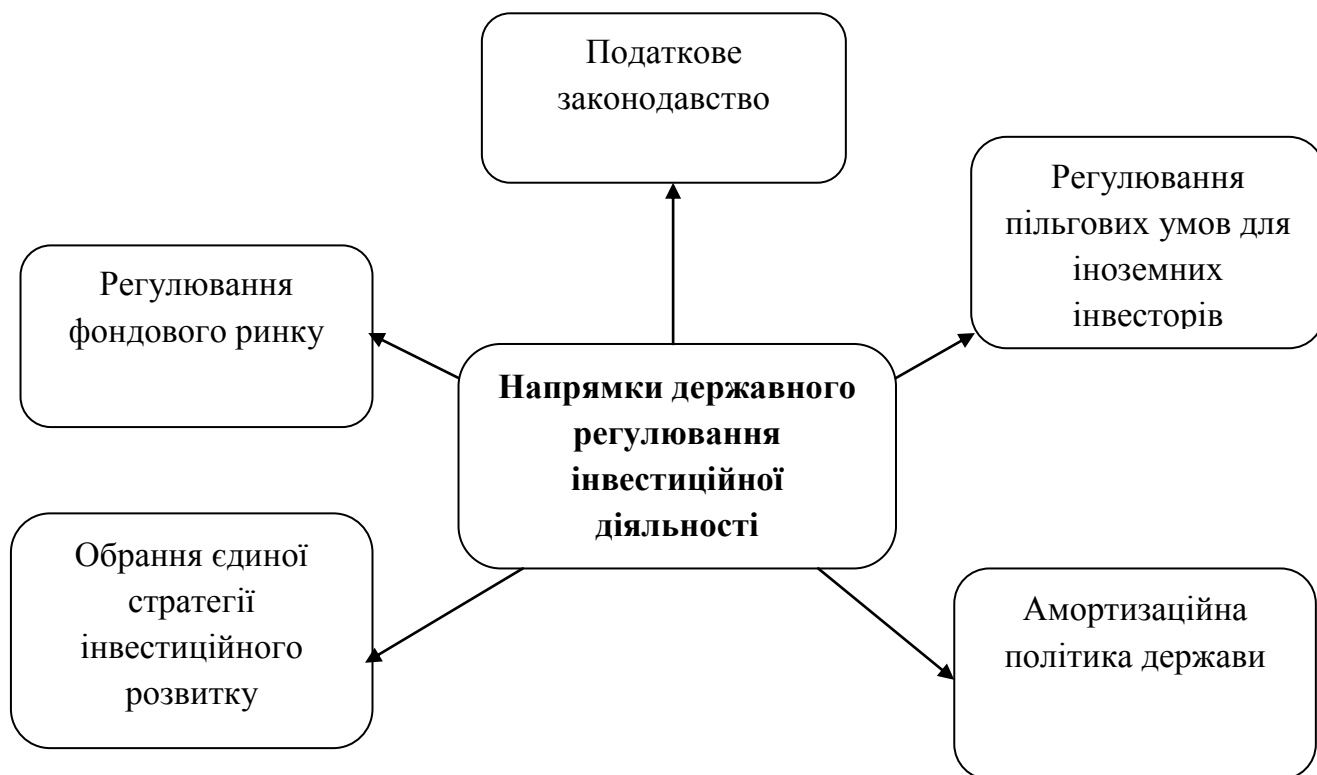 Податкове
законодавство
Регулювання
пільгових умов для
іноземних
інвесторів
Регулювання
фондового ринку
Напрямки державного
регулювання
інвестиційної
діяльності
Обрання єдиної
стратегії
інвестиційного
розвитку
Амортизаційна
політика держави